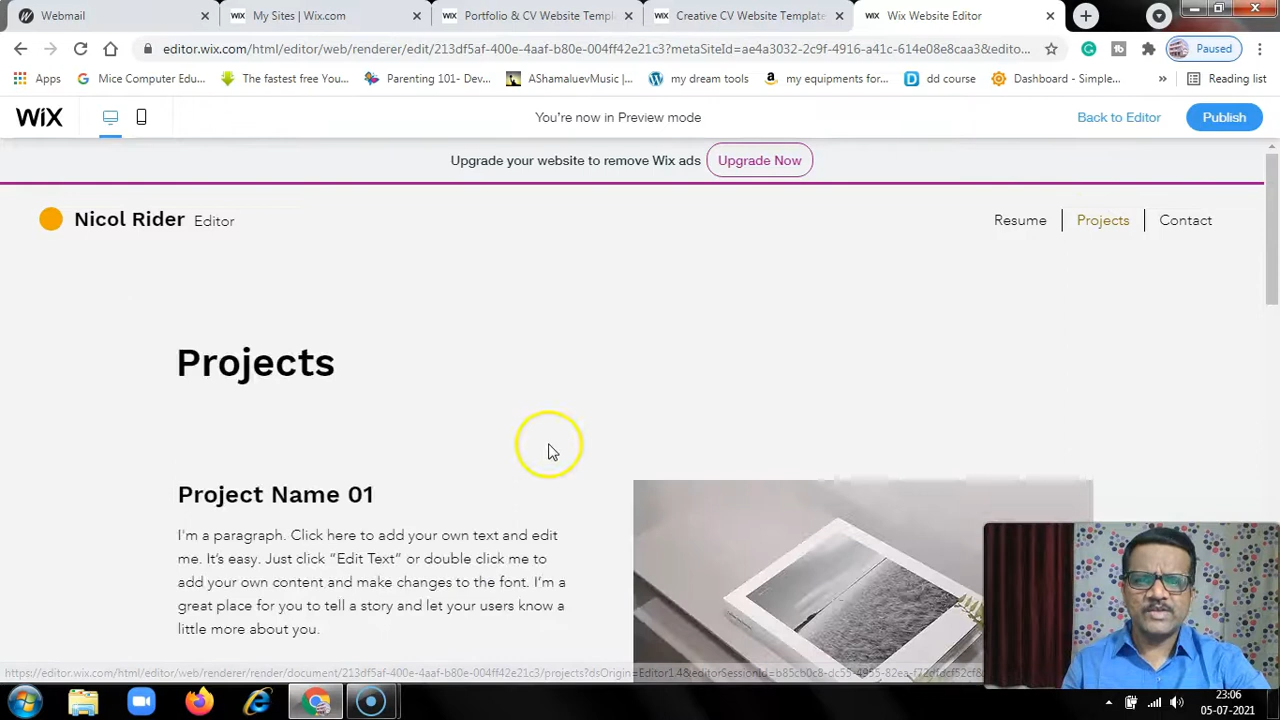 Webmail
My Sites | Wix.com
Portfolio & CV Website Templ
Creative CV Website Template
Wix Website Editor
editor.wix.com/html/editor/web/renderer/edit/213df5af-400e-4aaf-b80e-004ff42e21c3?metaSiteId=ae4a3032-2c9f-4916-a41c-614e08e8caa3&edito...
Paused
Apps
Mice Computer Edu...
The fastest free You...
Parenting 101- Dev...
AShamaluevMusic |...
my dream tools
my equipments for...
dd course
Dashboard - Simple...
»
Reading list
WiX
You're now in Preview mode
Back to Editor
Publish
Upgrade your website to remove Wix ads
Upgrade Now
Nicol Rider Editor
Resume
Projects
Contact
Projects
Project Name 01
I'm a paragraph. Click here to add your own text and edit
me. It's easy. Just click “Edit Text” or double click me to
add your own content and make changes to the font. I'm a
great place for you to tell a story and let your users know a
little more about you.
23:06
05-07-2021